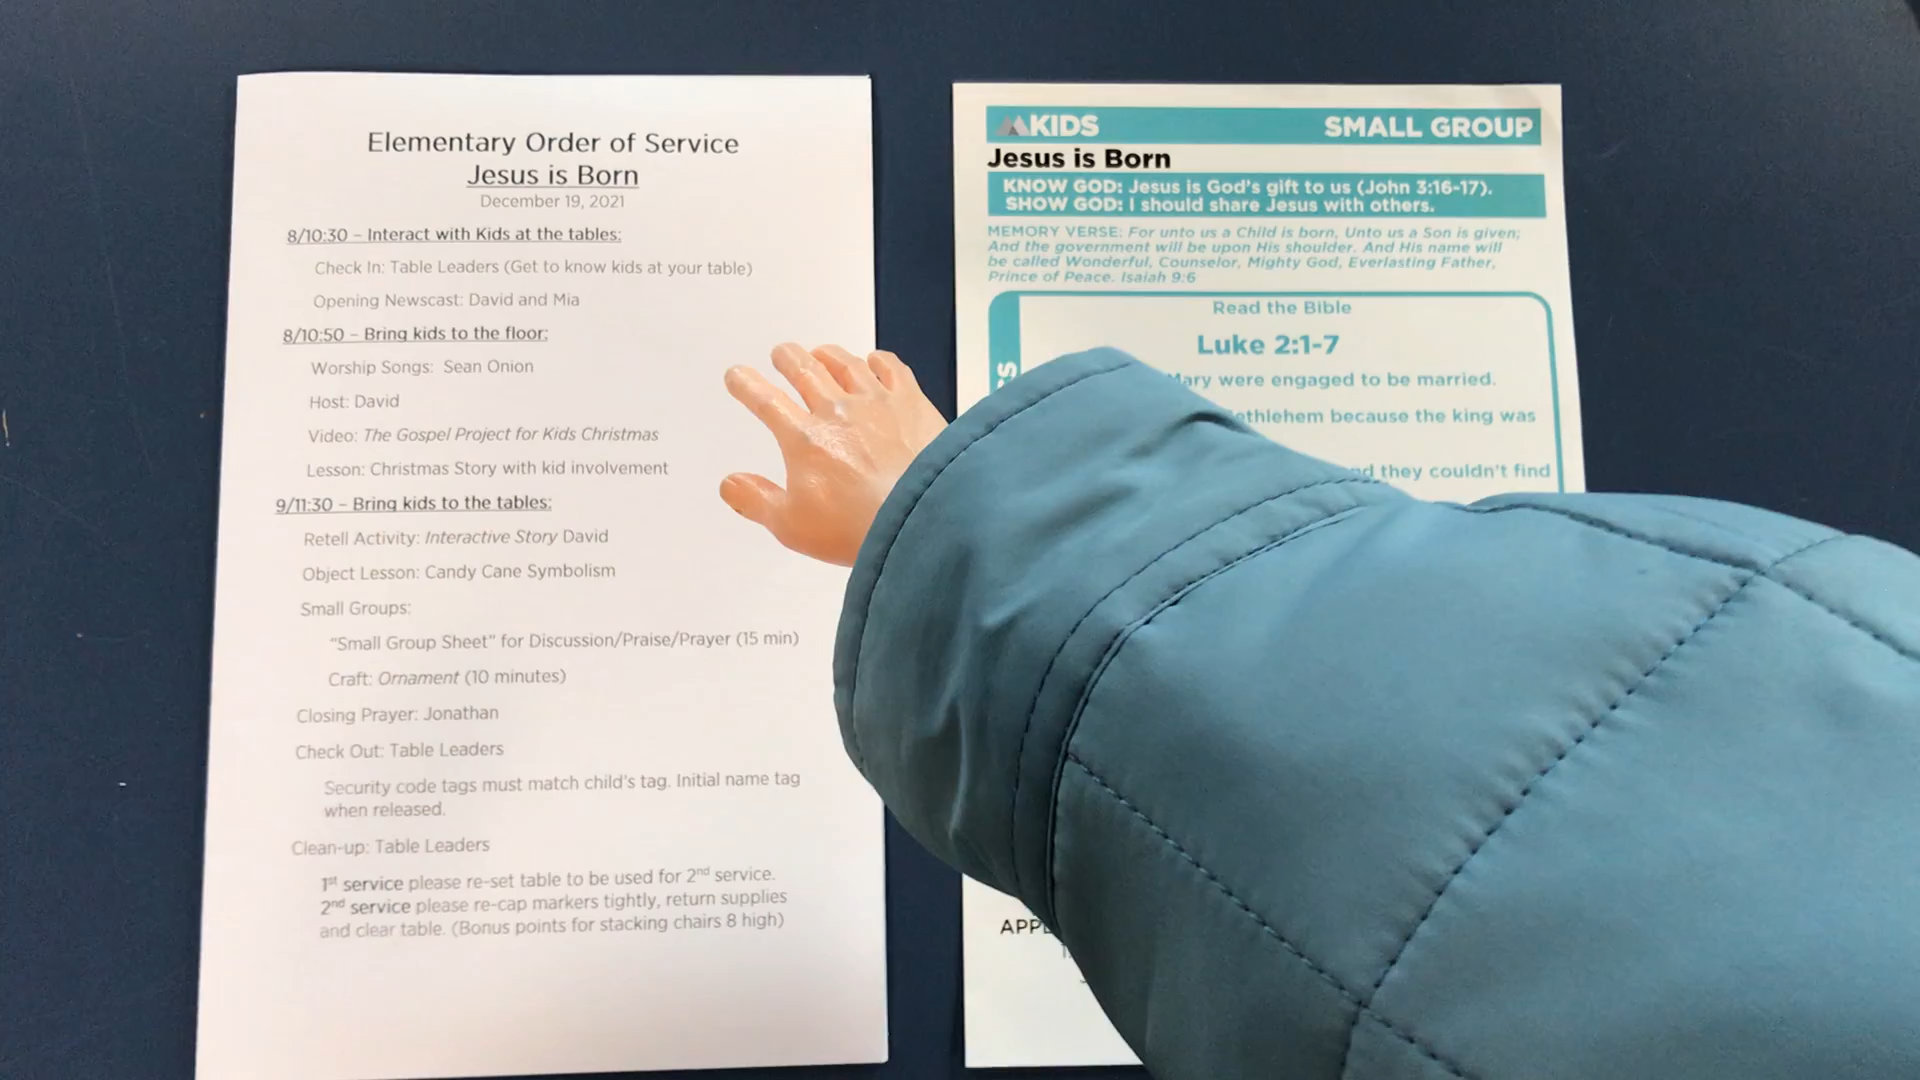 Elementary Order of Service
Jesus is Born
December 19, 2021
8/10:30 – Interact with Kids at the tables:
Check In: Table Leaders (Get to know kids at your table)
Opening Newscast: David and Mia
8/10:50 – Bring kids to the floor:
Worship Songs: Sean Onion
Host: David
Video: The Gospel Project for Kids Christmas
Lesson: Christmas Story with kid involvement
9/11:30 – Bring kids to the tables:
Retell Activity: Interactive Story David
Object Lesson: Candy Cane Symbolism
Small Groups:
“Small Group Sheet” for Discussion/Praise/Prayer (15 min)
Craft: Ornament (10 minutes)
Closing Prayer: Jonathan
Check Out: Table Leaders
Security code tags must match child's tag. Initial name tag
when released.
Clean-up: Table Leaders
1st service please re-set table to be used for 2nd service.
2nd service please re-cap markers tightly, return supplies
and clear table. (Bonus points for stacking chairs 8 high)
KIDS SMALL GROUP
Jesus is Born
KNOW GOD: Jesus is God's gift to us (John 3:16-17).
SHOW GOD: I should share Jesus with others.
MEMORY VERSE: For unto us a Child is born, Unto us a Son is given;
And the government will be upon His shoulder. And His name will
be called Wonderful, Counselor, Mighty God, Everlasting Father,
Prince of Peace. Isaiah 9:6
Read the Bible
Luke 2:1-7
Mary were engaged to be married.
because the king was
they couldn't find